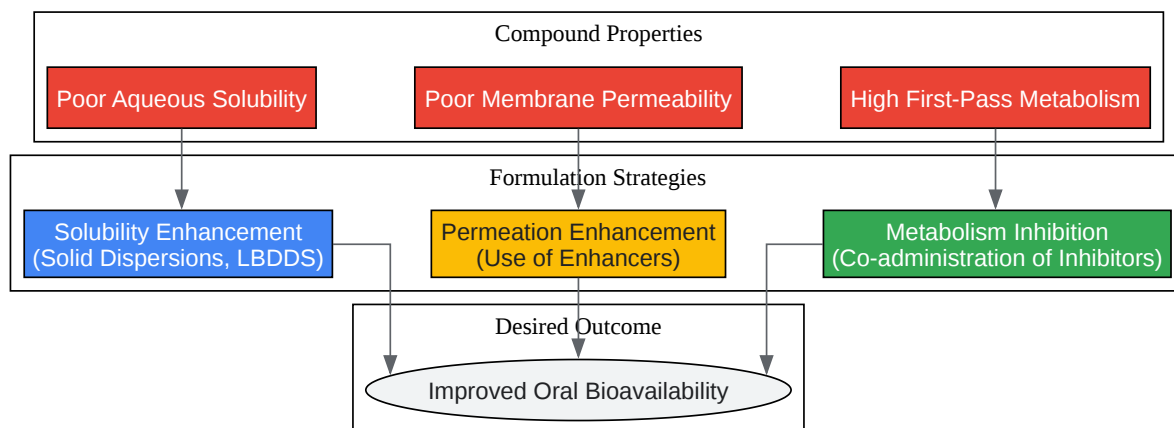 Compound Properties
Poor Aqueous Solubility
Poor Membrane Permeability
High First-Pass Metabolism
Formulation Strategies
Solubility Enhancement
(Solid Dispersions, LBDDS)
Permeation Enhancement
(Use of Enhancers)
Metabolism Inhibition
(Co-administration of Inhibitors)
Desired Outcome
Improved Oral Bioavailability